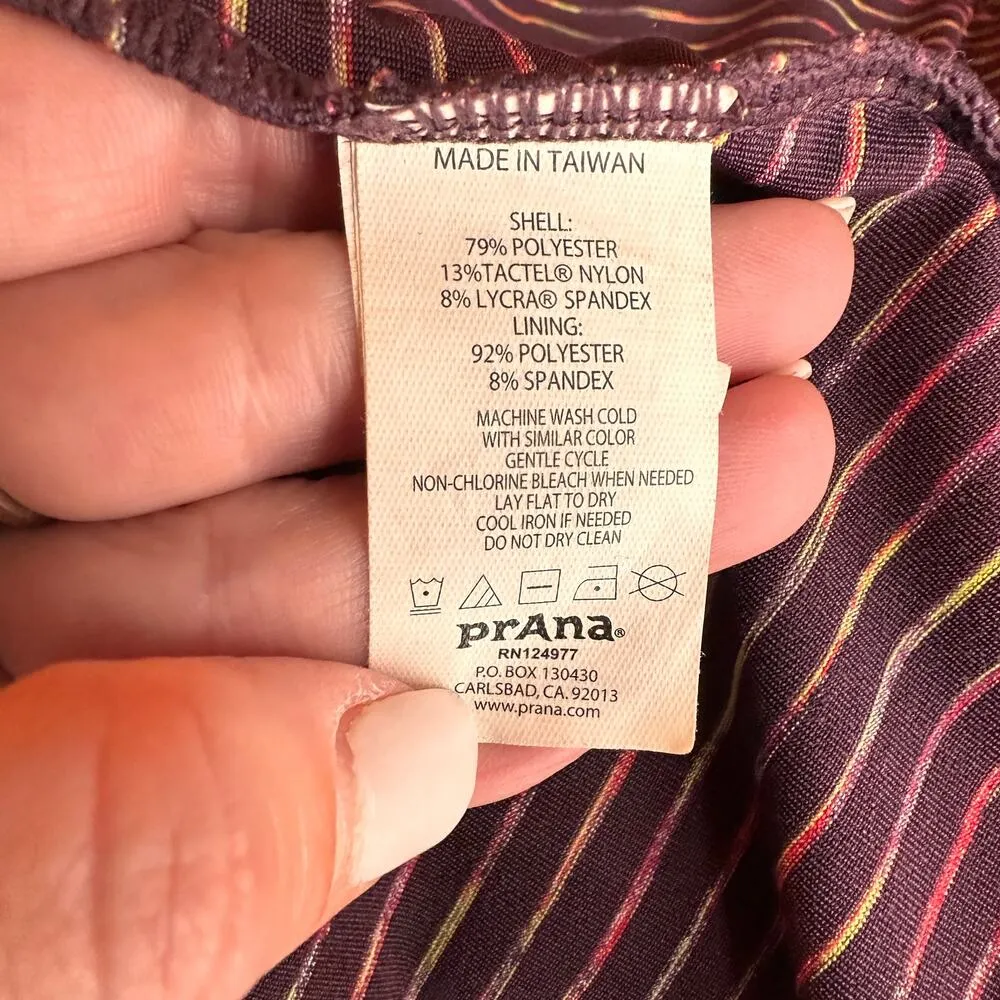 MADE IN TAIWAN
SHELL:
79% POLYESTER
13%TACTEL® NYLON
8% LYCRA® SPANDEX
LINING:
92% POLYESTER
8% SPANDEX
MACHINE WASH COLD
WITH SIMILAR COLOR
GENTLE CYCLE
NON-CHLORINE BLEACH WHEN NEEDED
LAY FLAT TO DRY
COOL IRON IF NEEDED
DO NOT DRY CLEAN
prAna®
RN124977
P.O. BOX 130430
CARLSBAD, CA. 92013
www.prana.com